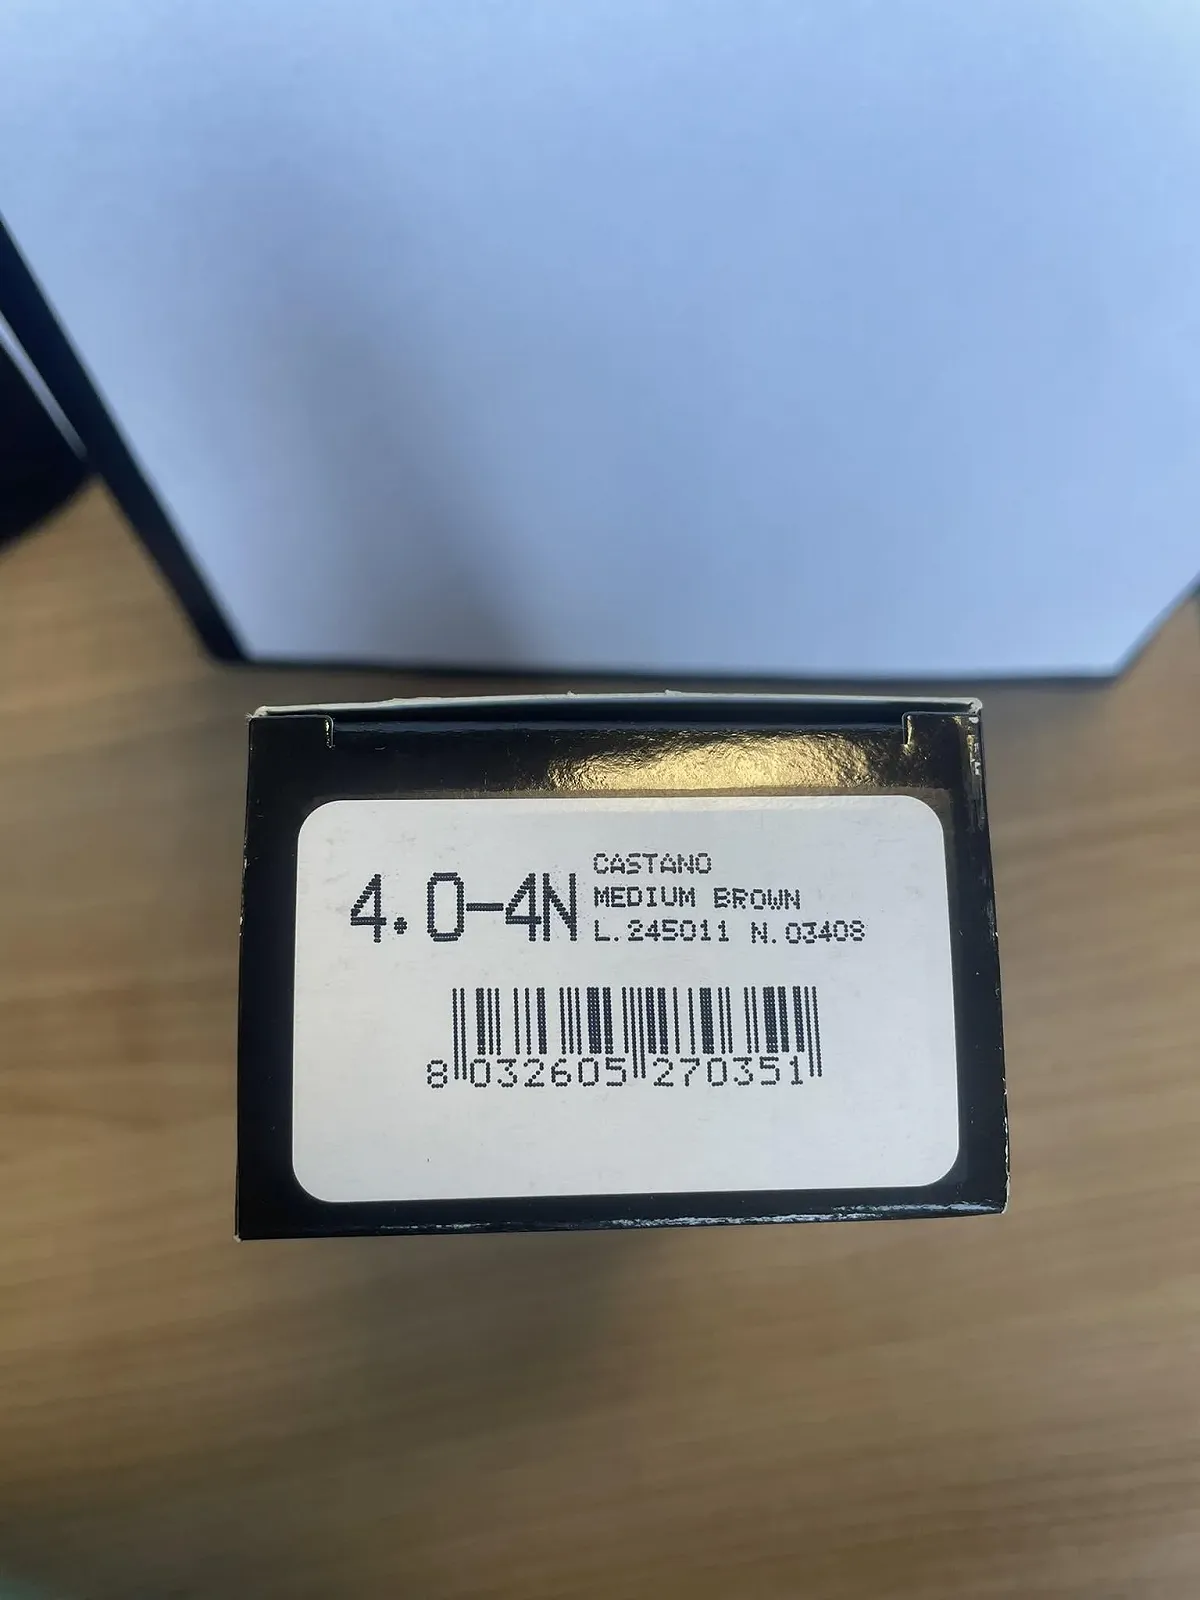 4.0-4N
CASTANO
MEDIUM BROWN
L.245011 N.03408
8 032605 270351